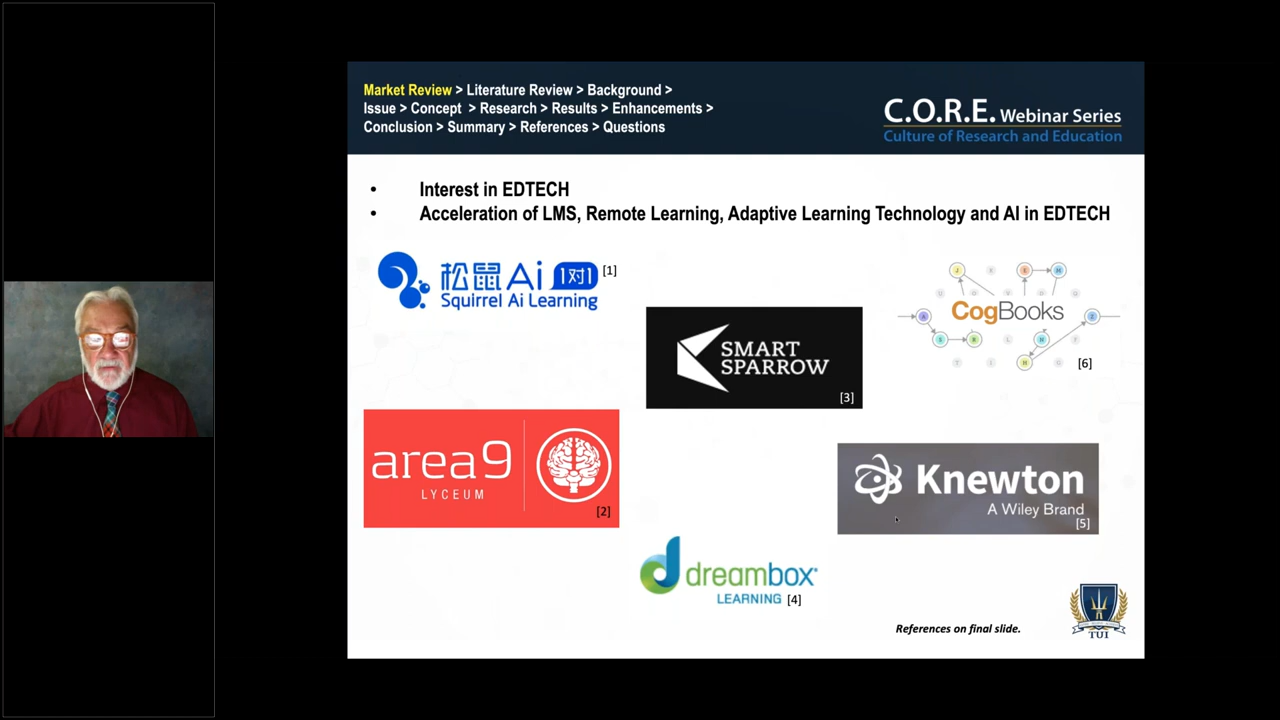 Market Review > Literature Review > Background >
Issue > Concept > Research > Results > Enhancements >
Conclusion > Summary > References > Questions
C.O.R.E. Webinar Series
Culture of Research and Education
• Interest in EDTECH
• Acceleration of LMS, Remote Learning, Adaptive Learning Technology and AI in EDTECH
松鼠Ai 1对1 [1]
Squirrel Ai Learning
CogBooks
[6]
SMART
SPARROW
[3]
area9
LYCEUM
[2]
Knewton
A Wiley Brand
[5]
dreambox
LEARNING [4]
References on final slide.
TUI